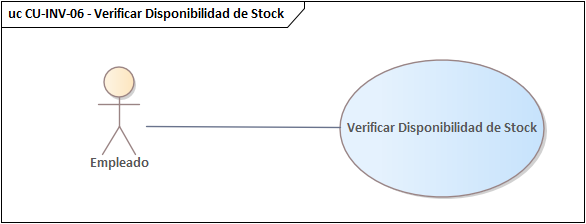 uc CU-INV-06 - Verificar Disponibilidad de Stock
Verificar Disponibilidad de Stock
Empleado